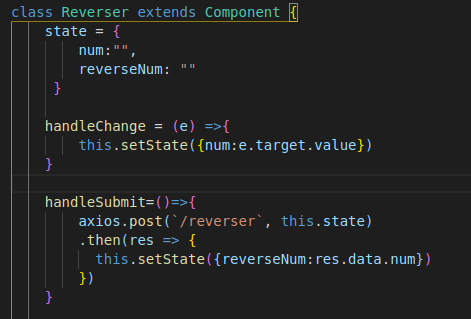 class Reverser extends Component {
state = {
num:"",
reverseNum: ""
}
handleChange = (e) =>{
this.setState({num:e.target.value})
}
handleSubmit=()=>{
axios.post(`/reverser`, this.state)
.then(res => {
this.setState({reverseNum:res.data.num})
})
}